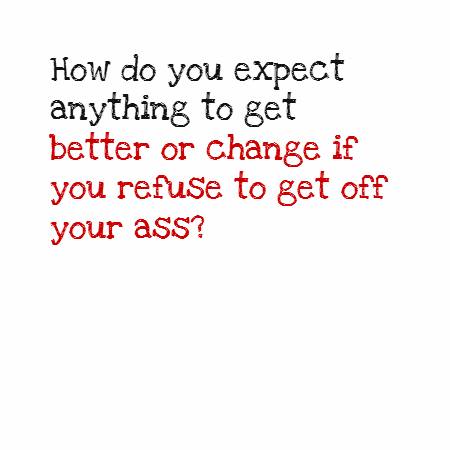 How do you expect
anything to get
better or change if
you refuse to get off
your ass?